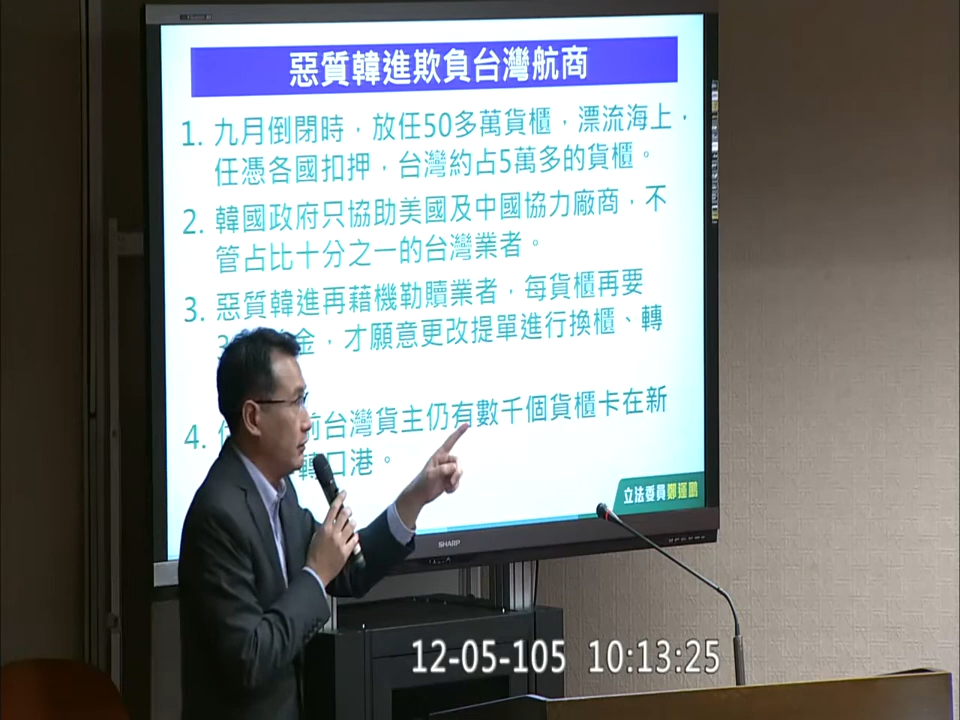 惡質韓進欺負台灣航商
1. 九月倒閉時，放任50多萬貨櫃，漂流海上，
任憑各國扣押，台灣約占5萬多的貨櫃。
2. 韓國政府只協助美國及中國協力廠商，不
管占比十分之一的台灣業者。
3. 惡質韓進再藉機勒贖業者，每貨櫃再要
金，才願意更改提單進行換櫃、轉
4. 前台灣貨主仍有數千個貨櫃卡在新
轉口港。
立法委員鄭運鵬
SHARP
12-05-105 10:13:25